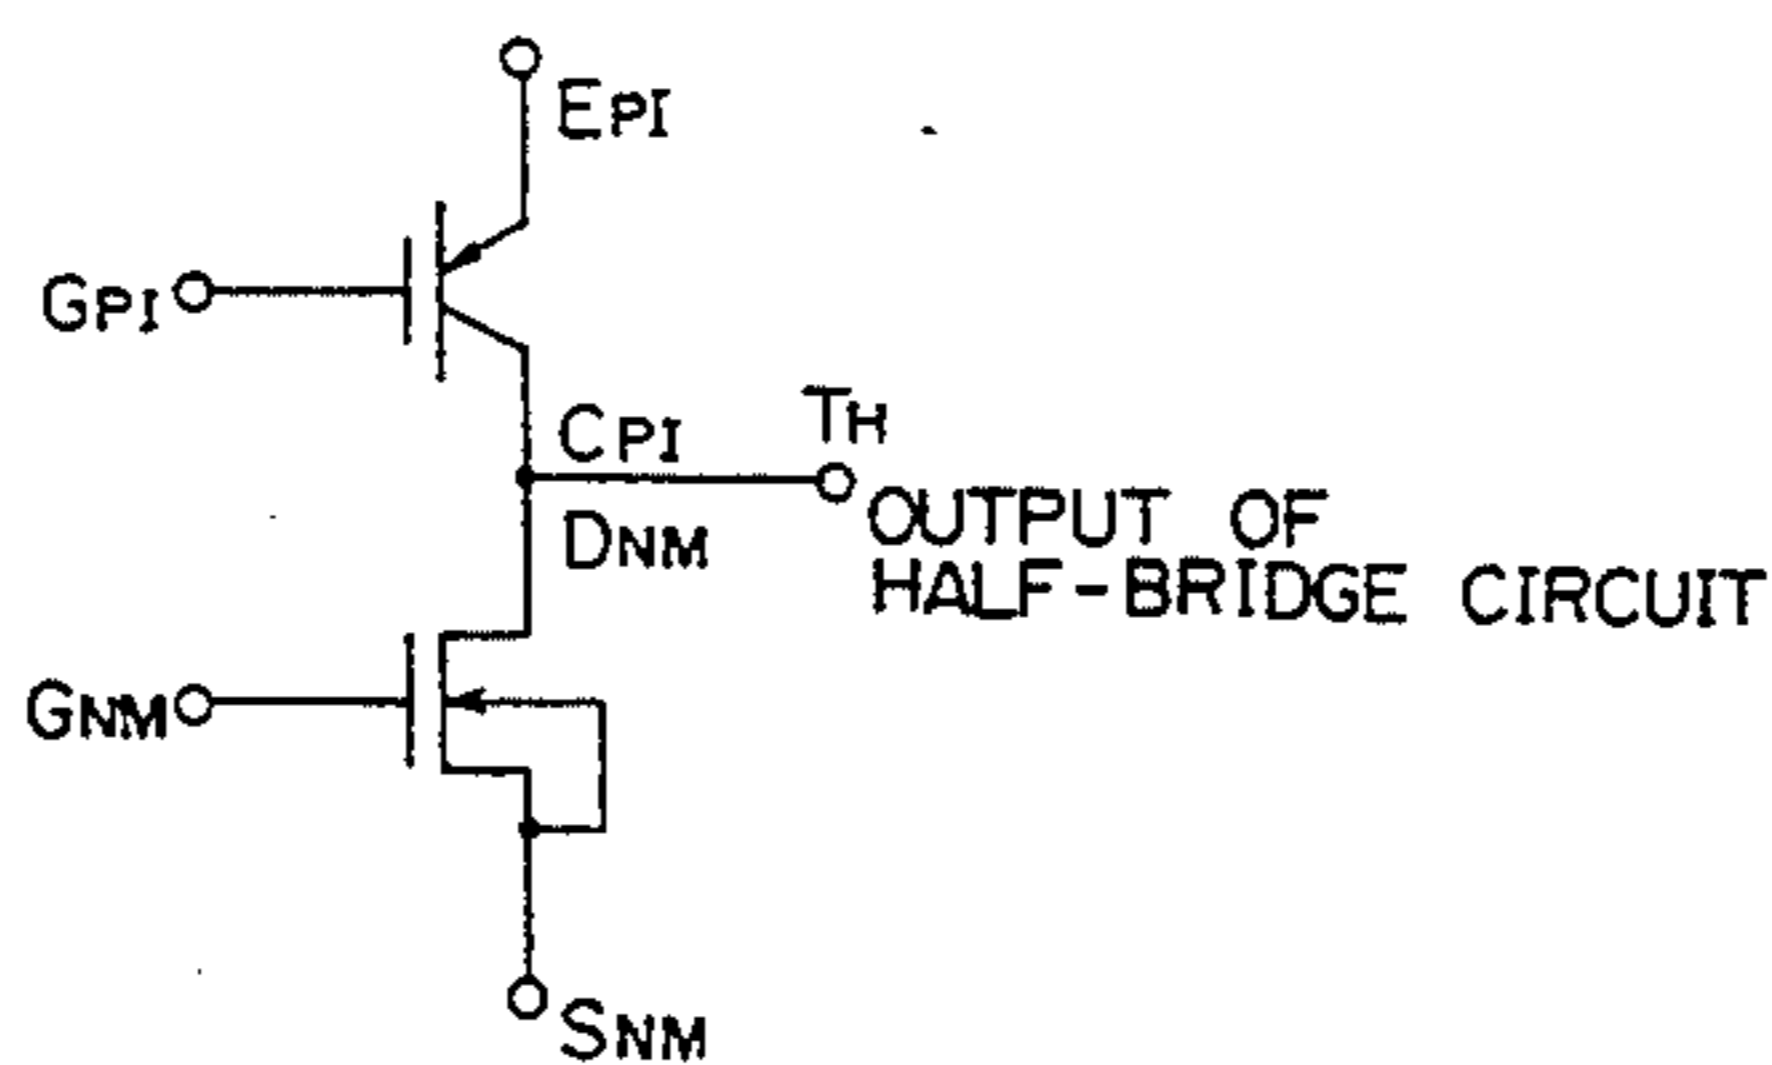 EPI
GPI
CPI
TH
OUTPUT OF
HALF-BRIDGE CIRCUIT
DNM
GNM
SNM